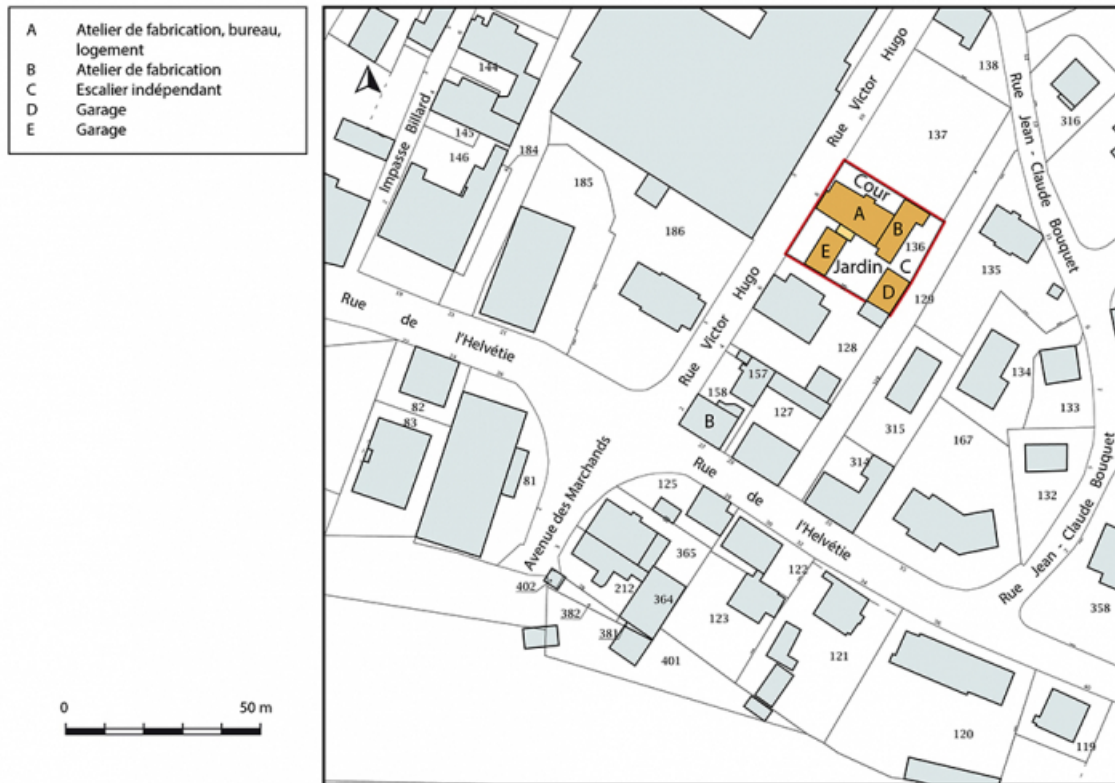 A Atelier de fabrication, bureau,
logement
B Atelier de fabrication
C Escalier indépendant
D Garage
E Garage
0 50 m
144
145
146
184
185
186
Impasse Billard
Rue Victor Hugo
Rue Victor Hugo
137
138
316
Rue Jean - Claude Bouquet
Cour
A
B
136
E
Jardin
C
D
129
135
128
134
133
132
315
314
167
157
158
127
B
Rue
de
l'Helvétie
82
83
81
Avenue des Marchands
125
365
Rue
de
l'Helvétie
Rue Jean - Claude Bouquet
402
382
212
381
364
401
123
122
121
120
119
358